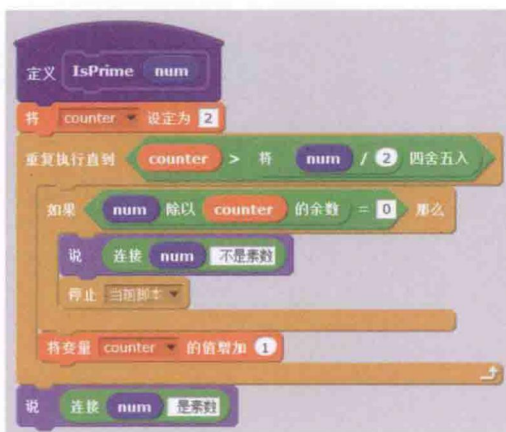 定义 IsPrime num
将 counter 设定为 2
重复执行直到 counter > 将 num / 2 四舍五入
如果 num 除以 counter 的余数 = 0 那么
说 连接 num 不是素数
停止 当前脚本
将变量 counter 的值增加 1
说 连接 num 是素数